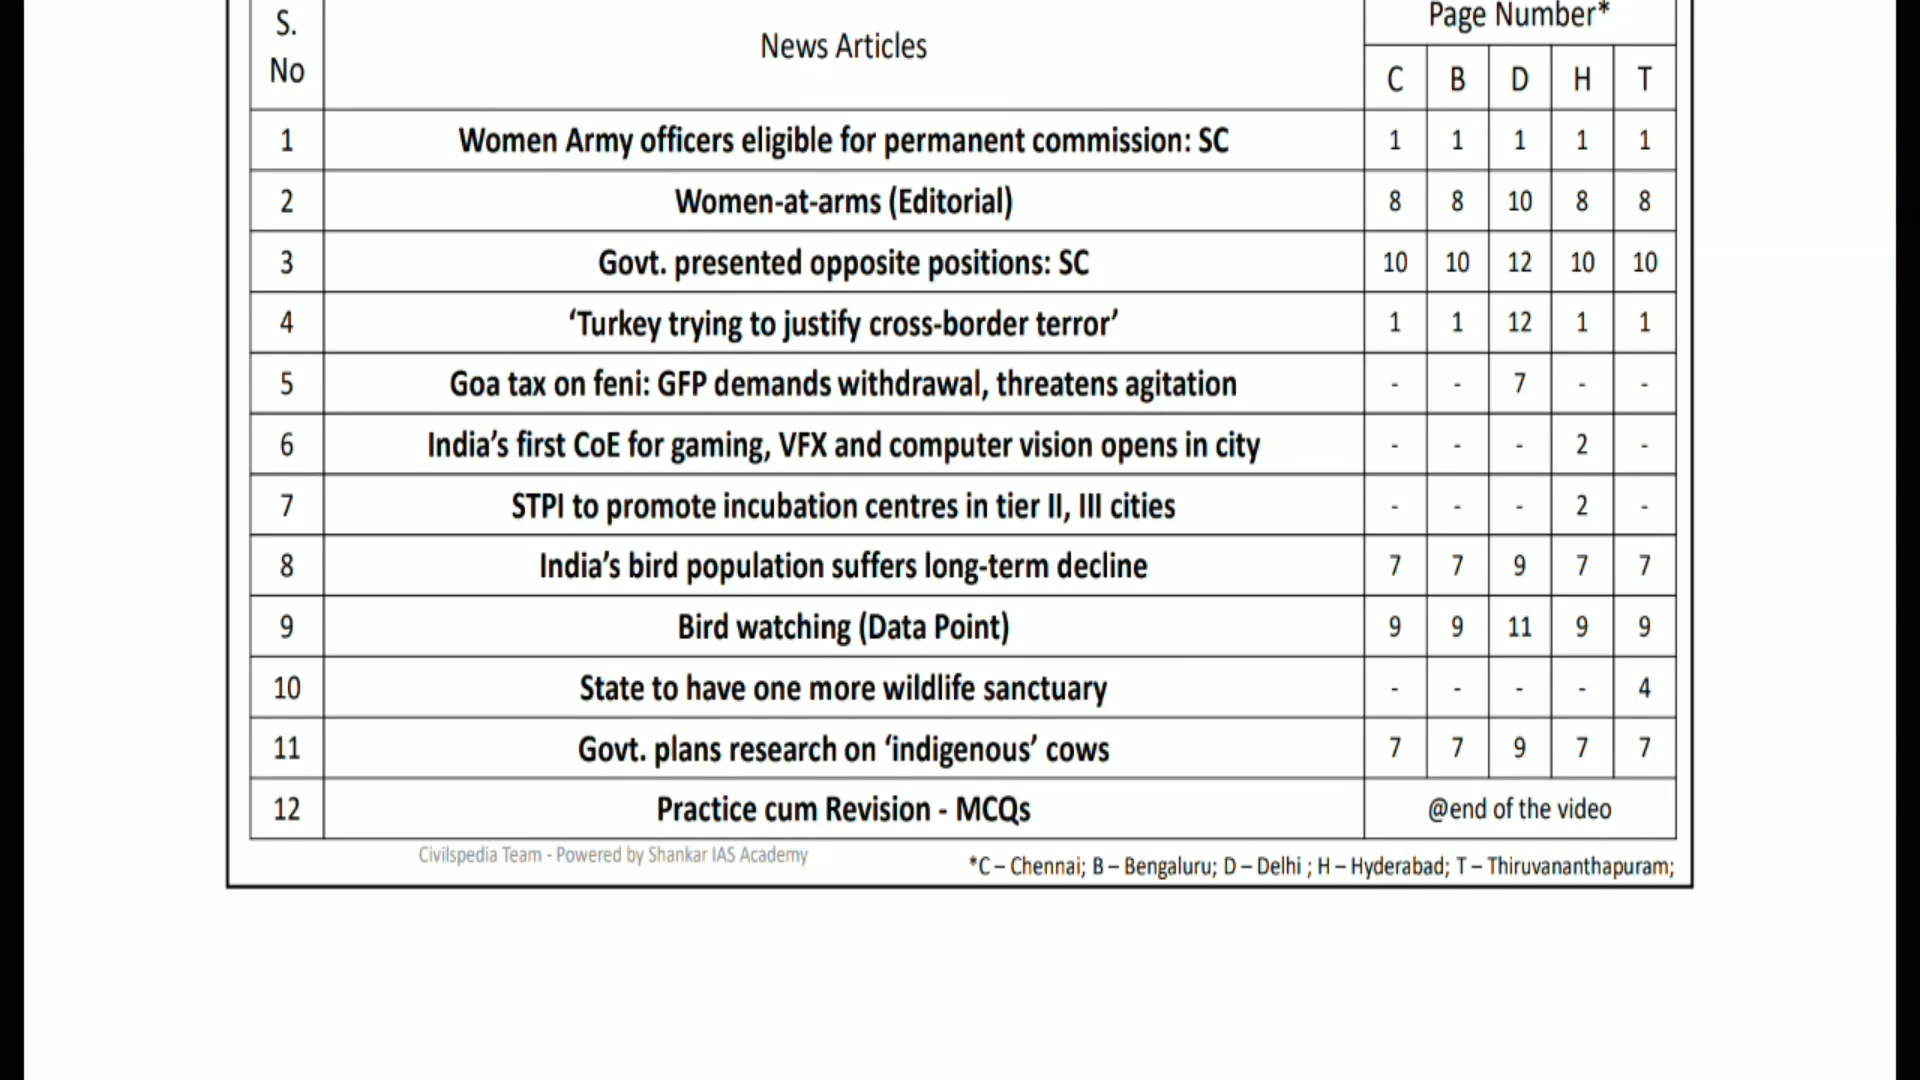 S. No News Articles Page Number*
C B D H T
1 Women Army officers eligible for permanent commission: SC 1 1 1 1 1
2 Women-at-arms (Editorial) 8 8 10 8 8
3 Govt. presented opposite positions: SC 10 10 12 10 10
4 ‘Turkey trying to justify cross-border terror’ 1 1 12 1 1
5 Goa tax on feni: GFP demands withdrawal, threatens agitation - - 7 - -
6 India’s first CoE for gaming, VFX and computer vision opens in city - - - 2 -
7 STPI to promote incubation centres in tier II, III cities - - - 2 -
8 India’s bird population suffers long-term decline 7 7 9 7 7
9 Bird watching (Data Point) 9 9 11 9 9
10 State to have one more wildlife sanctuary - - - - 4
11 Govt. plans research on ‘indigenous’ cows 7 7 9 7 7
12 Practice cum Revision - MCQs @end of the video
Civilspedia Team - Powered by Shankar IAS Academy
*C – Chennai; B – Bengaluru; D – Delhi ; H – Hyderabad; T – Thiruvananthapuram;